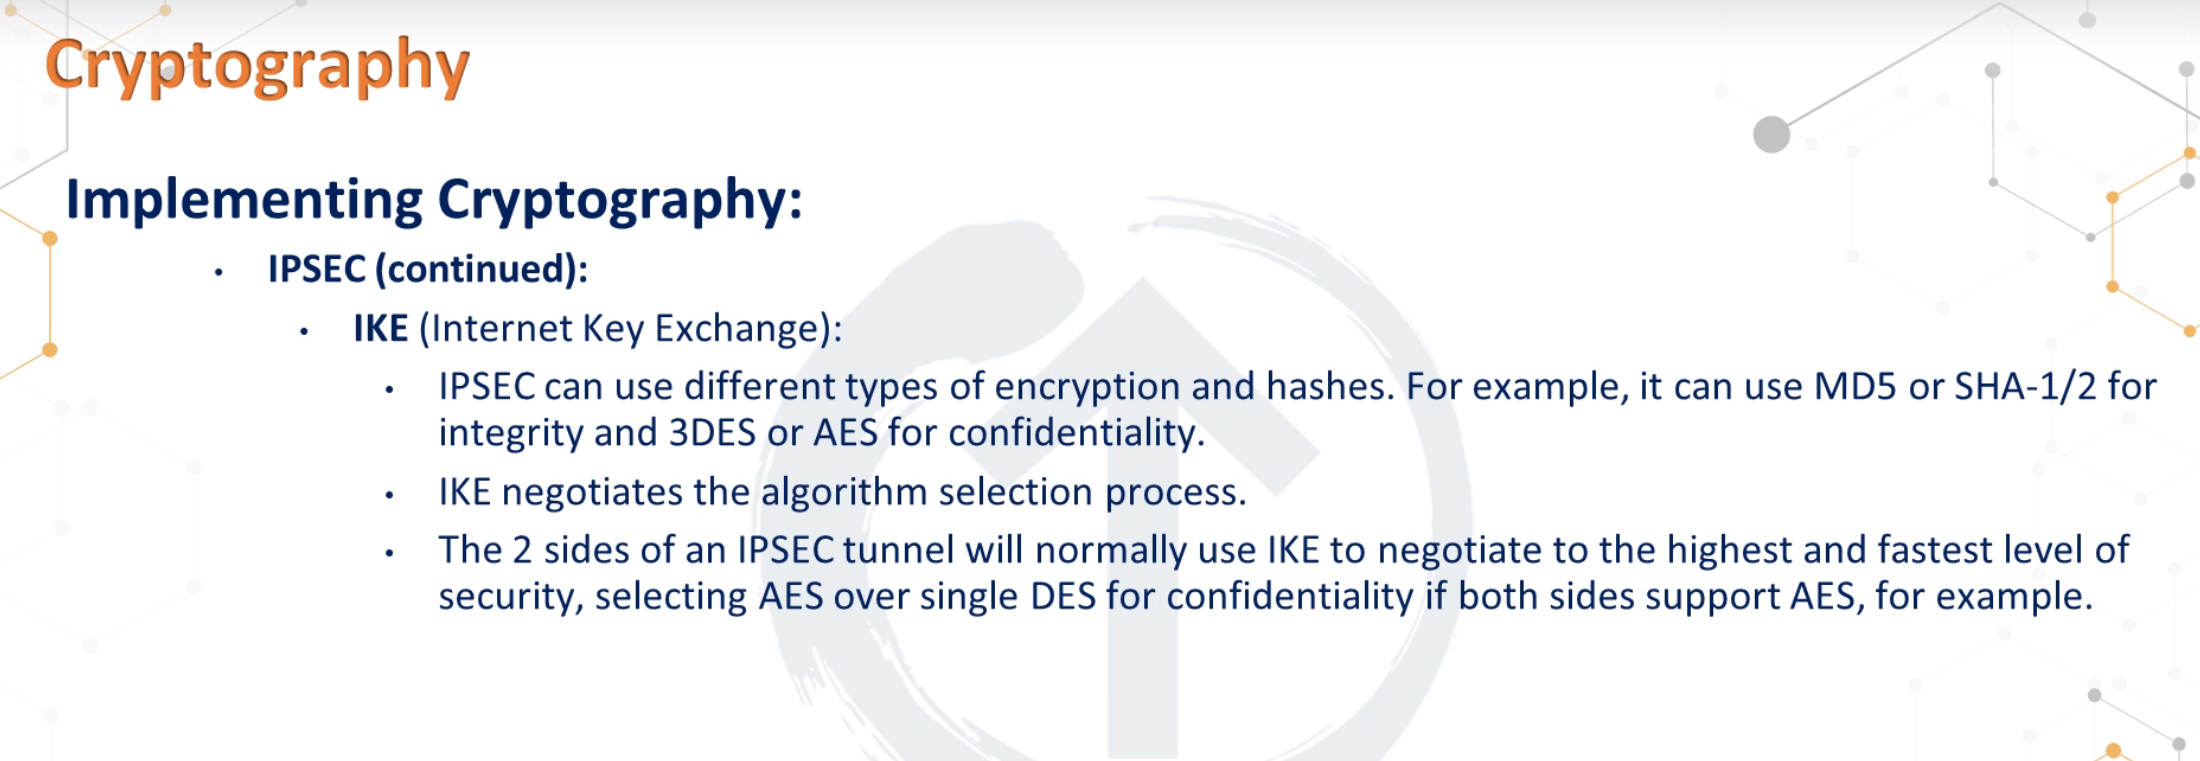 Cryptography
Implementing Cryptography:
• IPSEC (continued):
• IKE (Internet Key Exchange):
• IPSEC can use different types of encryption and hashes. For example, it can use MD5 or SHA-1/2 for
integrity and 3DES or AES for confidentiality.
• IKE negotiates the algorithm selection process.
• The 2 sides of an IPSEC tunnel will normally use IKE to negotiate to the highest and fastest level of
security, selecting AES over single DES for confidentiality if both sides support AES, for example.